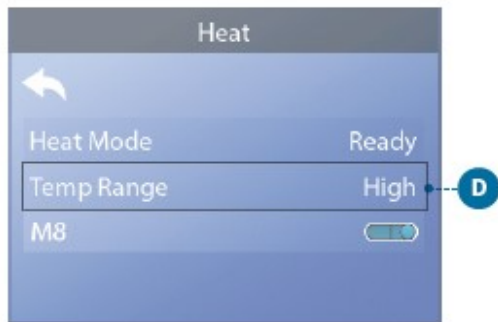 Heat
Heat Mode Ready
Temp Range High
D
M8